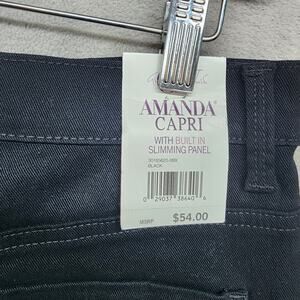 AMANDA
CAPRI
WITH BUILT IN
SLIMMING PANEL
BLACK
0 29037 38640 6
MSRP $54.00